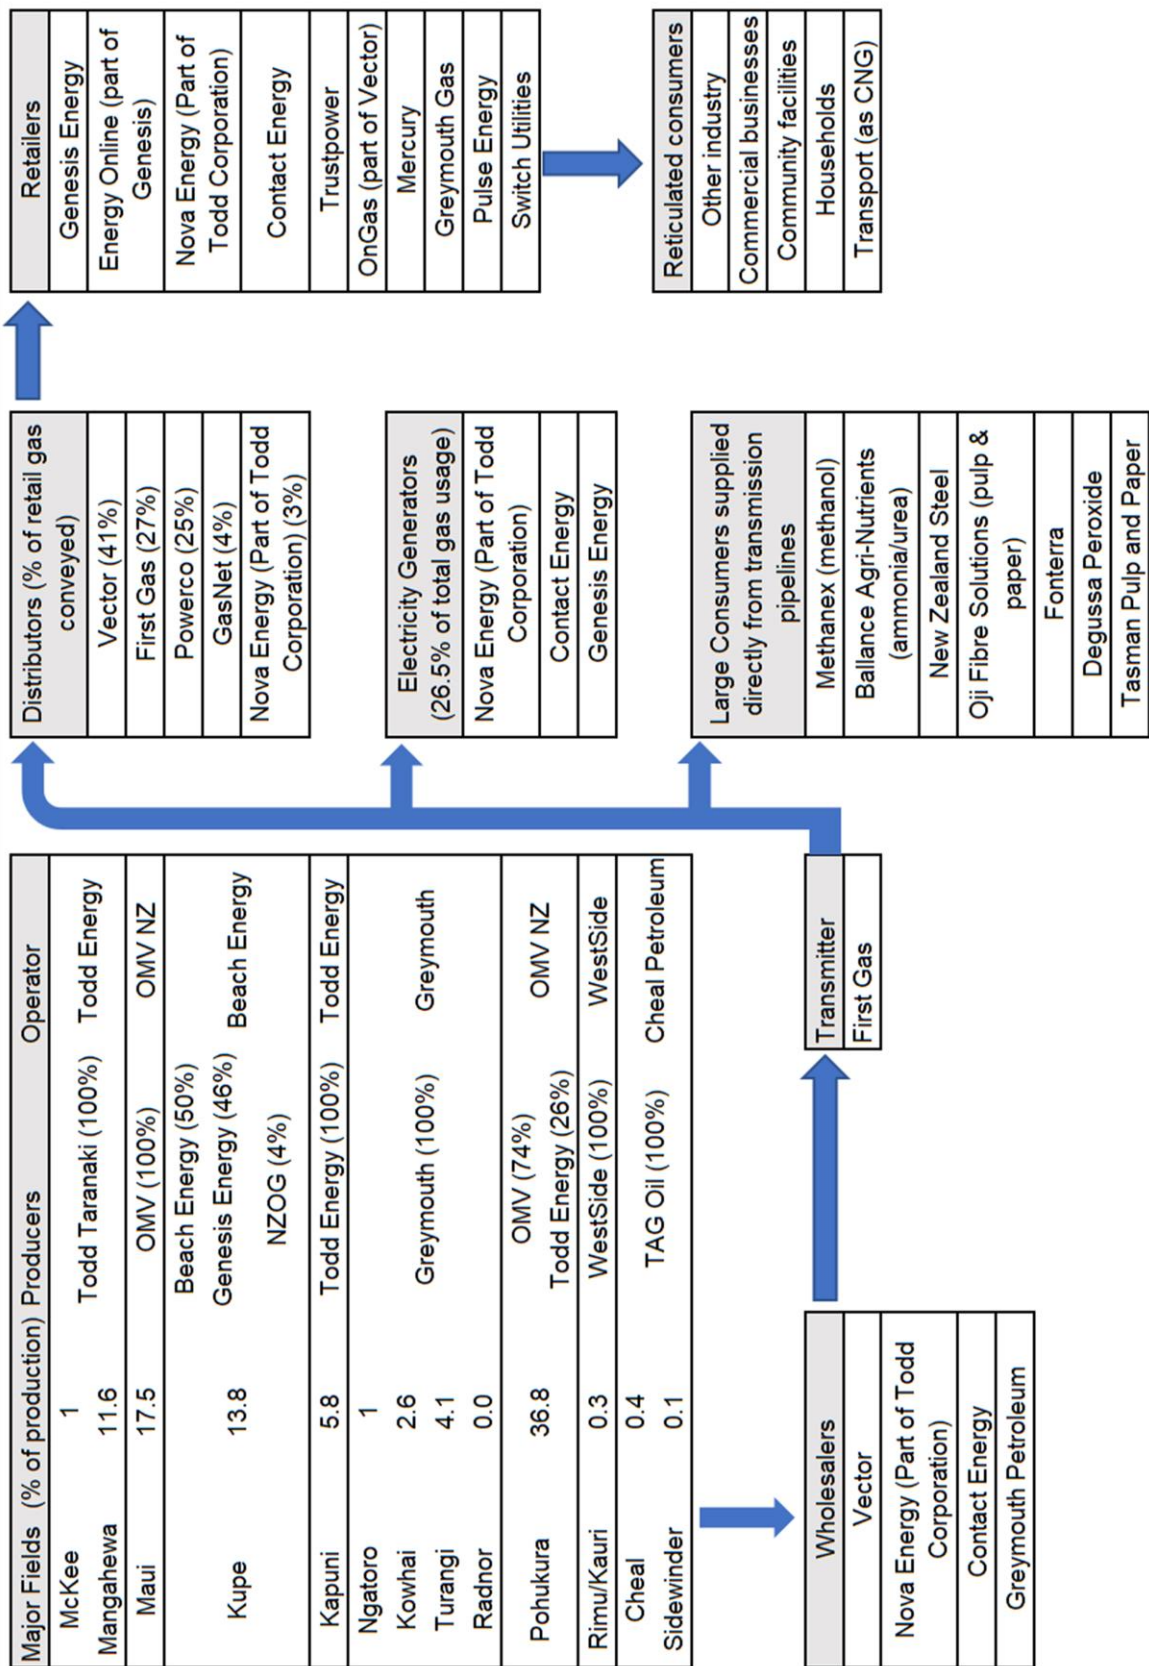 Major Fields (% of production) Producers Operator
McKee 1
Todd Taranaki (100%) Todd Energy
Mangahewa 11.6
Maui 17.5 OMV (100%) OMV NZ
Beach Energy (50%)
Kupe 13.8 Genesis Energy (46%) Beach Energy
NZOG (4%)
Kapuni 5.8 Todd Energy (100%) Todd Energy
Ngatoro 1
Kowhai 2.6
Greymouth (100%) Greymouth
Turangi 4.1
Radnor 0.0
OMV (74%)
Pohukura 36.8 OMV NZ
Todd Energy (26%)
Rimu/Kauri 0.3 WestSide (100%) WestSide
Cheal 0.4
TAG Oil (100%) Cheal Petroleum
Sidewinder 0.1
Wholesalers
Vector
Nova Energy (Part of Todd
Corporation)
Contact Energy
Greymouth Petroleum
Transmitter
First Gas
Distributors (% of retail gas
conveyed)
Vector (41%)
First Gas (27%)
Powerco (25%)
GasNet (4%)
Nova Energy (Part of Todd
Corporation) (3%)
Electricity Generators
(26.5% of total gas usage)
Nova Energy (Part of Todd
Corporation)
Contact Energy
Genesis Energy
Large Consumers supplied
directly from transmission
pipelines
Methanex (methanol)
Ballance Agri-Nutrients
(ammonia/urea)
New Zealand Steel
Oji Fibre Solutions (pulp &
paper)
Fonterra
Degussa Peroxide
Tasman Pulp and Paper
Retailers
Genesis Energy
Energy Online (part of
Genesis)
Nova Energy (Part of
Todd Corporation)
Contact Energy
Trustpower
OnGas (part of Vector)
Mercury
Greymouth Gas
Pulse Energy
Switch Utilities
Reticulated consumers
Other industry
Commercial businesses
Community facilities
Households
Transport (as CNG)